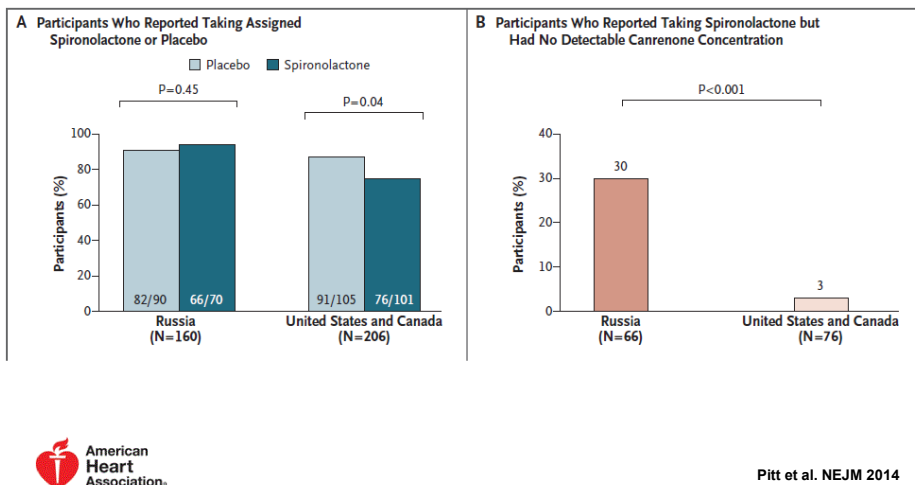 A Participants Who Reported Taking Assigned
Spironolactone or Placebo
Placebo Spironolactone
P=0.45
P=0.04
100
80
60
40
20
0
Participants (%)
82/90 66/70 91/105 76/101
Russia
(N=160)
United States and Canada
(N=206)
B Participants Who Reported Taking Spironolactone but
Had No Detectable Canrenone Concentration
P<0.001
40
30
20
10
0
Participants (%)
30
3
Russia
(N=66)
United States and Canada
(N=76)
American
Heart
Association®
Pitt et al. NEJM 2014